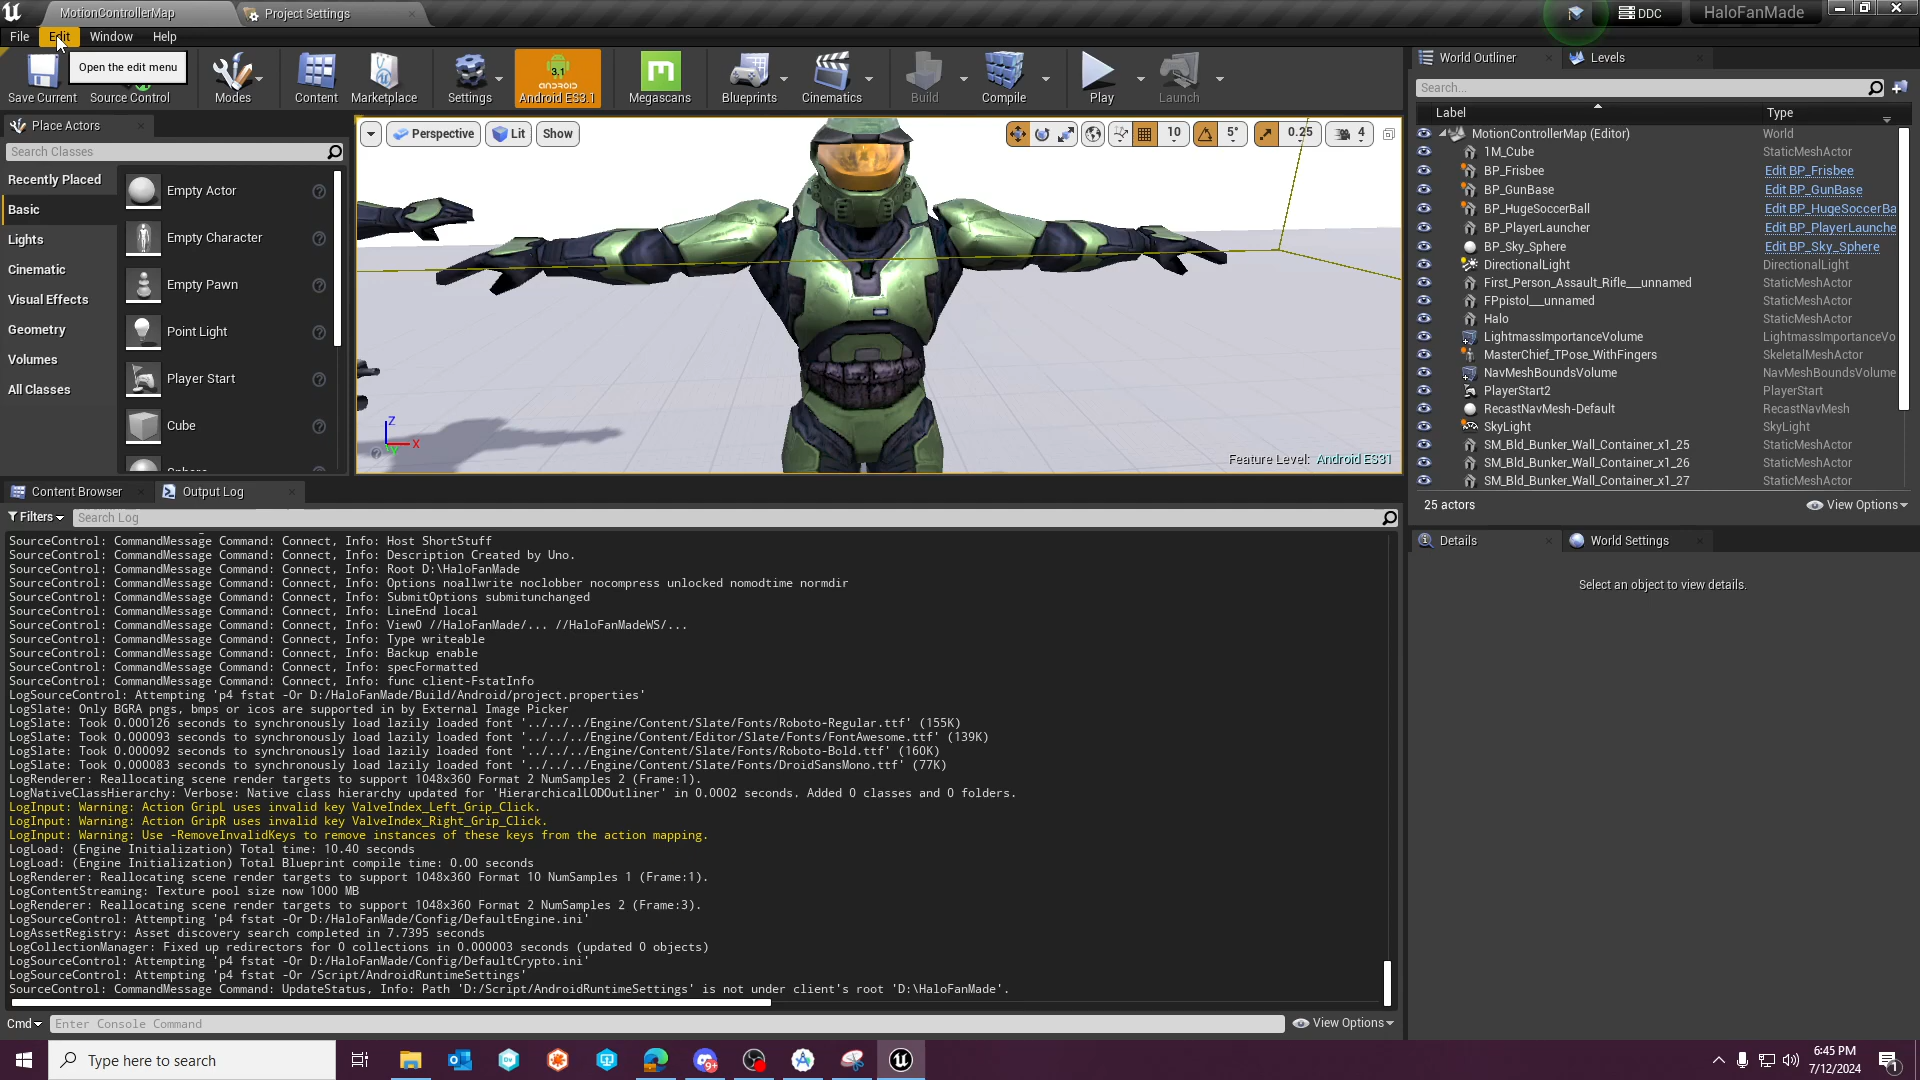 MotionControllerMap
Project Settings
DDC
HaloFanMade
File
Edit
Window
Help
Open the edit menu
Save Current
Source Control
Modes
Content
Marketplace
Settings
3.1
ANDROID
Android ES3.1
Megascans
Blueprints
Cinematics
Build
Compile
Play
Launch
Place Actors
Search Classes
Recently Placed
Basic
Lights
Cinematic
Visual Effects
Geometry
Volumes
All Classes
Empty Actor
Empty Character
Empty Pawn
Point Light
Player Start
Cube
Perspective
Lit
Show
10
5°
0.25
4
Z
X
Y
Feature Level: Android ES31
World Outliner
Levels
Search...
Label
Type
MotionControllerMap (Editor) World
1M_Cube StaticMeshActor
BP_Frisbee Edit BP_Frisbee
BP_GunBase Edit BP_GunBase
BP_HugeSoccerBall Edit BP_HugeSoccerBa
BP_PlayerLauncher Edit BP_PlayerLaunche
BP_Sky_Sphere Edit BP_Sky_Sphere
DirectionalLight DirectionalLight
First_Person_Assault_Rifle___unnamed StaticMeshActor
FPpistol___unnamed StaticMeshActor
Halo StaticMeshActor
LightmassImportanceVolume LightmassImportanceVo
MasterChief_TPose_WithFingers SkeletalMeshActor
NavMeshBoundsVolume NavMeshBoundsVolume
PlayerStart2 PlayerStart
RecastNavMesh-Default RecastNavMesh
SkyLight SkyLight
SM_Bld_Bunker_Wall_Container_x1_25 StaticMeshActor
SM_Bld_Bunker_Wall_Container_x1_26 StaticMeshActor
SM_Bld_Bunker_Wall_Container_x1_27 StaticMeshActor
25 actors
View Options
Details
World Settings
Select an object to view details.
Content Browser
Output Log
Filters
Search Log
SourceControl: CommandMessage Command: Connect, Info: Host ShortStuff
SourceControl: CommandMessage Command: Connect, Info: Description Created by Uno.
SourceControl: CommandMessage Command: Connect, Info: Root D:\HaloFanMade
SourceControl: CommandMessage Command: Connect, Info: Options noallwrite noclobber nocompress unlocked nomodtime normdir
SourceControl: CommandMessage Command: Connect, Info: SubmitOptions submitunchanged
SourceControl: CommandMessage Command: Connect, Info: LineEnd local
SourceControl: CommandMessage Command: Connect, Info: View0 //HaloFanMade/... //HaloFanMadeWS/...
SourceControl: CommandMessage Command: Connect, Info: Type writeable
SourceControl: CommandMessage Command: Connect, Info: Backup enable
SourceControl: CommandMessage Command: Connect, Info: specFormatted
SourceControl: CommandMessage Command: Connect, Info: func client-FstatInfo
LogSourceControl: Attempting 'p4 fstat -Or D:/HaloFanMade/Build/Android/project.properties'
LogSlate: Only BGRA pngs, bmps or icos are supported in by External Image Picker
LogSlate: Took 0.000126 seconds to synchronously load lazily loaded font '../../../Engine/Content/Slate/Fonts/Roboto-Regular.ttf' (155K)
LogSlate: Took 0.000093 seconds to synchronously load lazily loaded font '../../../Engine/Content/Editor/Slate/Fonts/FontAwesome.ttf' (139K)
LogSlate: Took 0.000092 seconds to synchronously load lazily loaded font '../../../Engine/Content/Slate/Fonts/Roboto-Bold.ttf' (160K)
LogSlate: Took 0.000083 seconds to synchronously load lazily loaded font '../../../Engine/Content/Slate/Fonts/DroidSansMono.ttf' (77K)
LogRenderer: Reallocating scene render targets to support 1048x360 Format 2 NumSamples 2 (Frame:1).
LogNativeClassHierarchy: Verbose: Native class hierarchy updated for 'HierarchicalLODOutliner' in 0.0002 seconds. Added 0 classes and 0 folders.
LogInput: Warning: Action GripL uses invalid key ValveIndex_Left_Grip_Click.
LogInput: Warning: Action GripR uses invalid key ValveIndex_Right_Grip_Click.
LogInput: Warning: Use -RemoveInvalidKeys to remove instances of these keys from the action mapping.
LogLoad: (Engine Initialization) Total time: 10.40 seconds
LogLoad: (Engine Initialization) Total Blueprint compile time: 0.00 seconds
LogRenderer: Reallocating scene render targets to support 1048x360 Format 10 NumSamples 1 (Frame:1).
LogContentStreaming: Texture pool size now 1000 MB
LogRenderer: Reallocating scene render targets to support 1048x360 Format 2 NumSamples 2 (Frame:3).
LogSourceControl: Attempting 'p4 fstat -Or D:/HaloFanMade/Config/DefaultEngine.ini'
LogAssetRegistry: Asset discovery search completed in 7.7395 seconds
LogCollectionManager: Fixed up redirectors for 0 collections in 0.000003 seconds (updated 0 objects)
LogSourceControl: Attempting 'p4 fstat -Or D:/HaloFanMade/Config/DefaultCrypto.ini'
LogSourceControl: Attempting 'p4 fstat -Or /Script/AndroidRuntimeSettings'
SourceControl: CommandMessage Command: UpdateStatus, Info: Path 'D:/Script/AndroidRuntimeSettings' is not under client's root 'D:\HaloFanMade'.
Cmd
Enter Console Command
View Options
Type here to search
9+
6:45 PM
7/12/2024
1